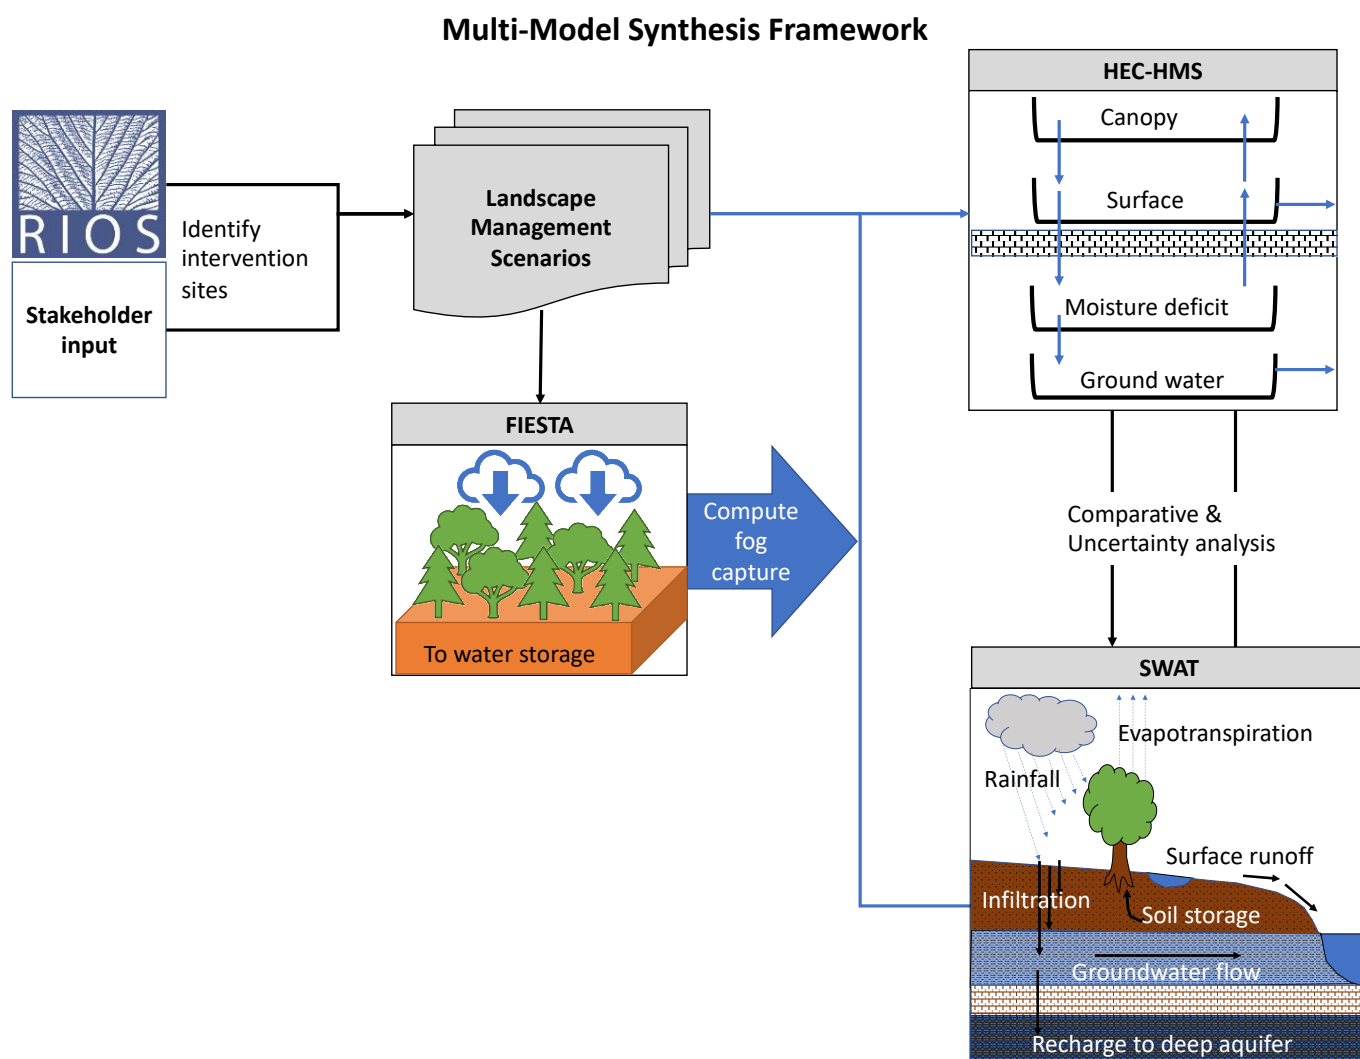 Multi-Model Synthesis Framework
RIOS
Stakeholder
input
Identify
intervention
sites
Landscape
Management
Scenarios
FIESTA
To water storage
Compute
fog
capture
HEC-HMS
Canopy
Surface
Moisture deficit
Ground water
Comparative &
Uncertainty analysis
SWAT
Evapotranspiration
Rainfall
Surface runoff
Infiltration
Soil storage
Groundwater flow
Recharge to deep aquifer